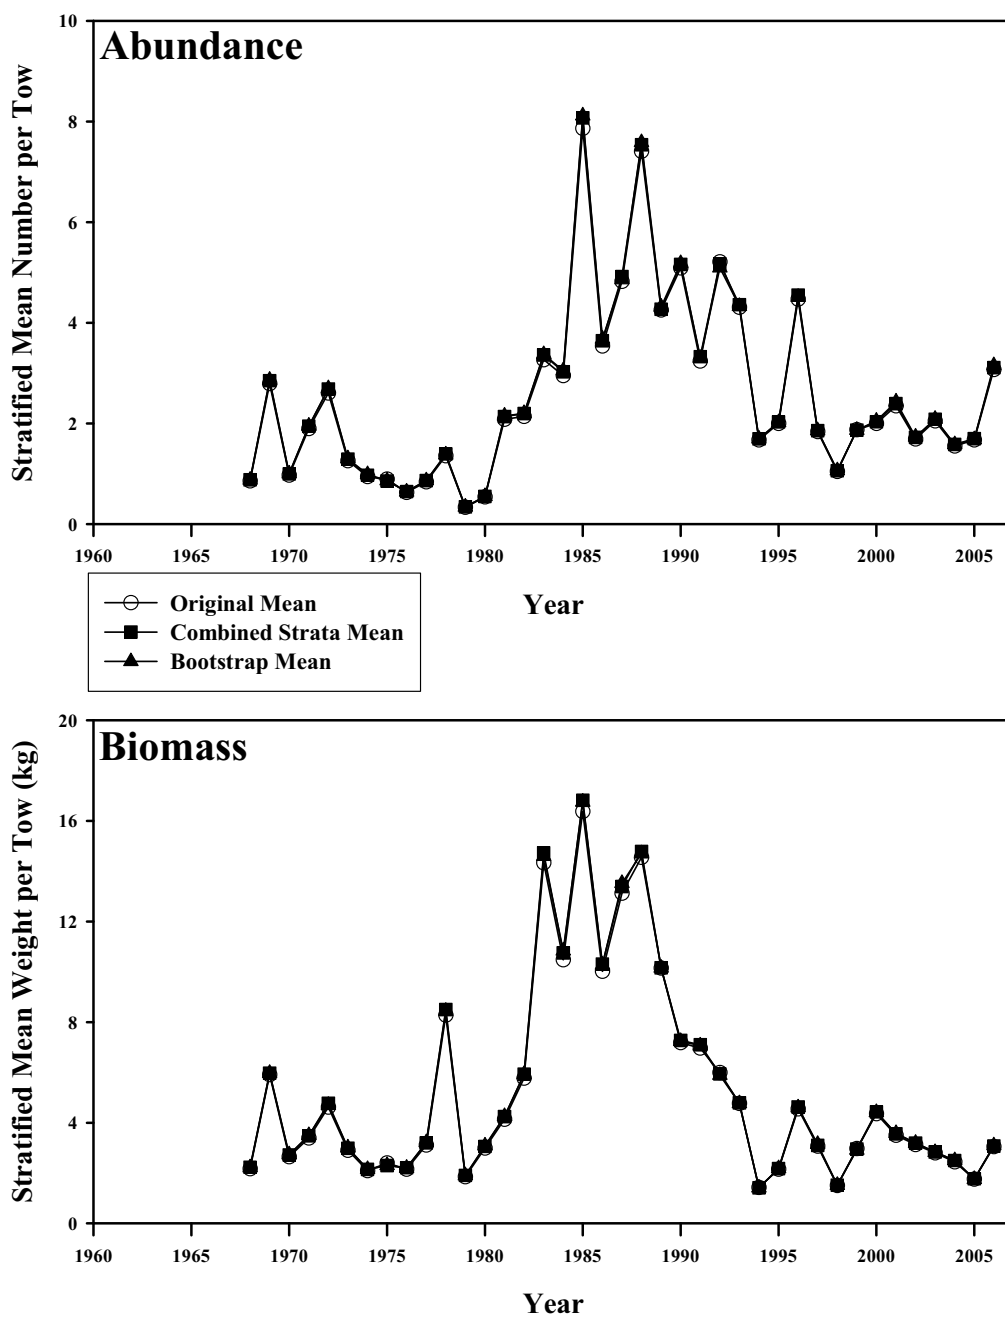 Abundance
Stratified Mean Number per Tow
10
8
6
4
2
0
1960 1965 1970 1975 1980 1985 1990 1995 2000 2005
Year
Original Mean
Combined Strata Mean
Bootstrap Mean
Biomass
Stratified Mean Weight per Tow (kg)
20
16
12
8
4
0
1960 1965 1970 1975 1980 1985 1990 1995 2000 2005
Year